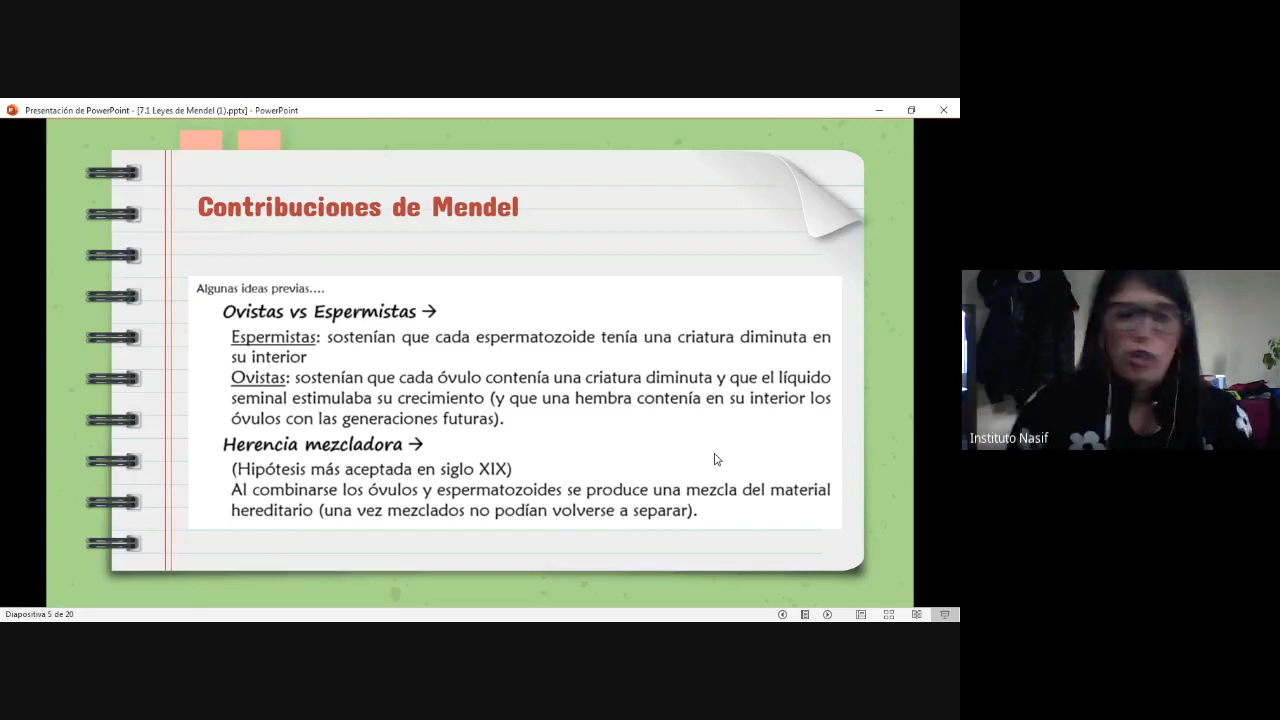 Presentación de PowerPoint - [7.1 Leyes de Mendel (1).pptx] - PowerPoint
Contribuciones de Mendel
Algunas ideas previas....
Ovistas vs Espermistas →
Espermistas: sostenían que cada espermatozoide tenía una criatura diminuta en
su interior
Ovistas: sostenían que cada óvulo contenía una criatura diminuta y que el líquido
seminal estimulaba su crecimiento (y que una hembra contenía en su interior los
óvulos con las generaciones futuras).
Herencia mezcladora →
(Hipótesis más aceptada en siglo XIX)
Al combinarse los óvulos y espermatozoides se produce una mezcla del material
hereditario (una vez mezclados no podían volverse a separar).
Instituto Nasif
Diapositiva 5 de 20